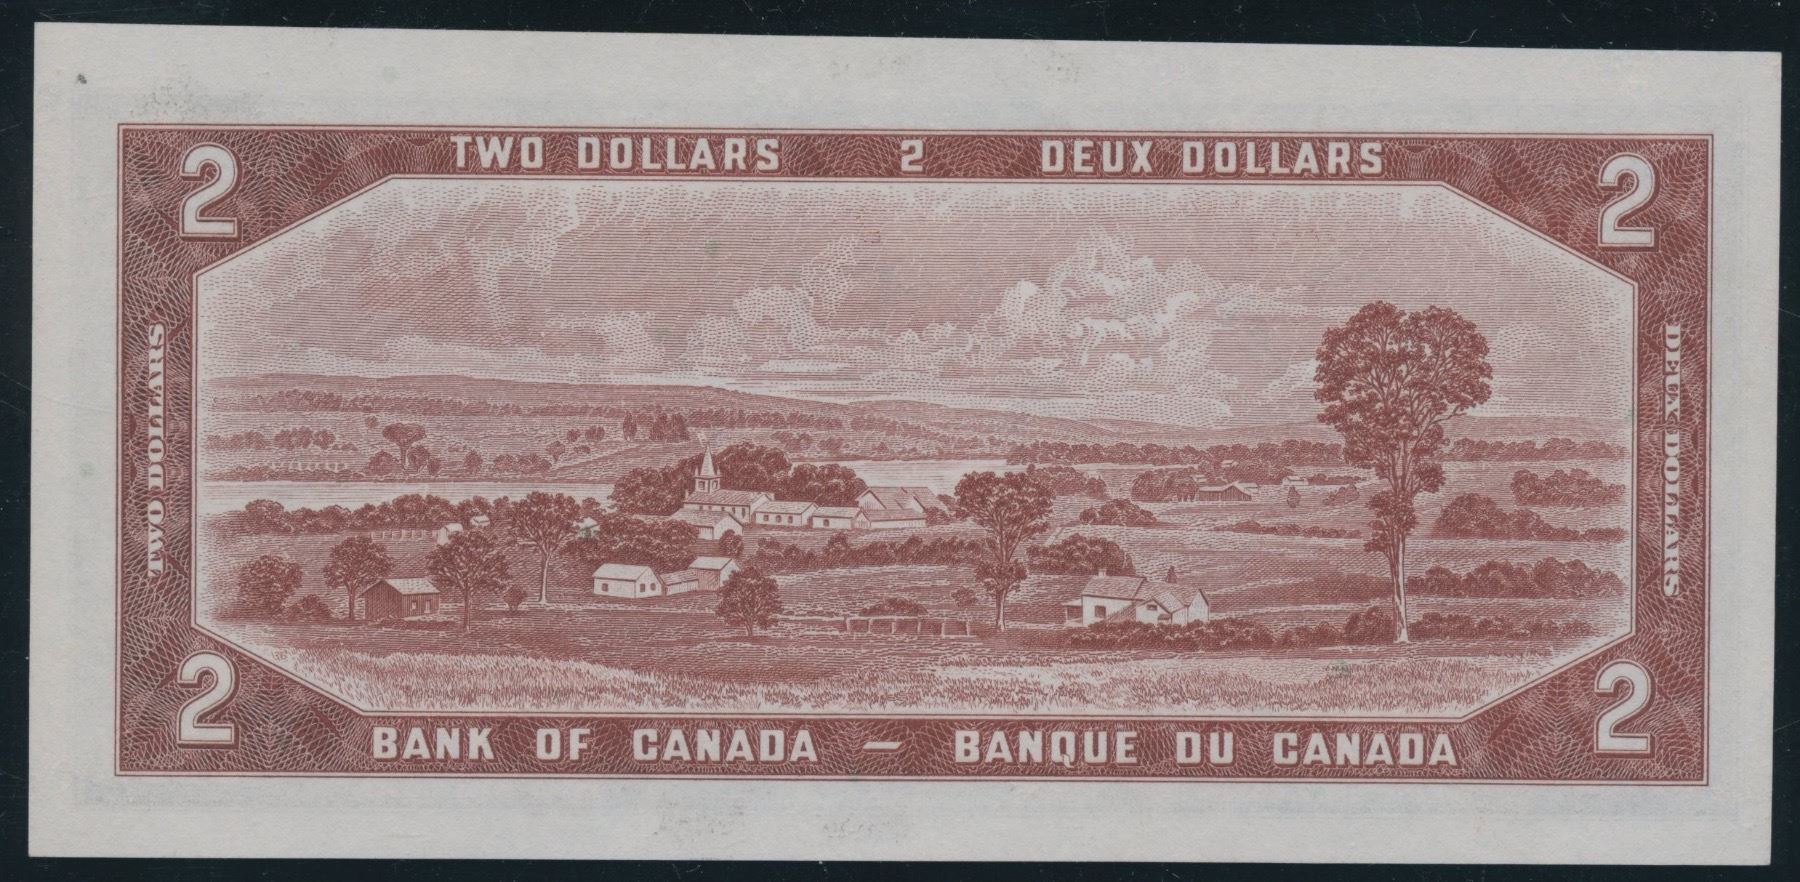 2 TWO DOLLARS 2 DEUX DOLLARS 2
TWO DOLLARS
DEUX DOLLARS
2 BANK OF CANADA — BANQUE DU CANADA 2